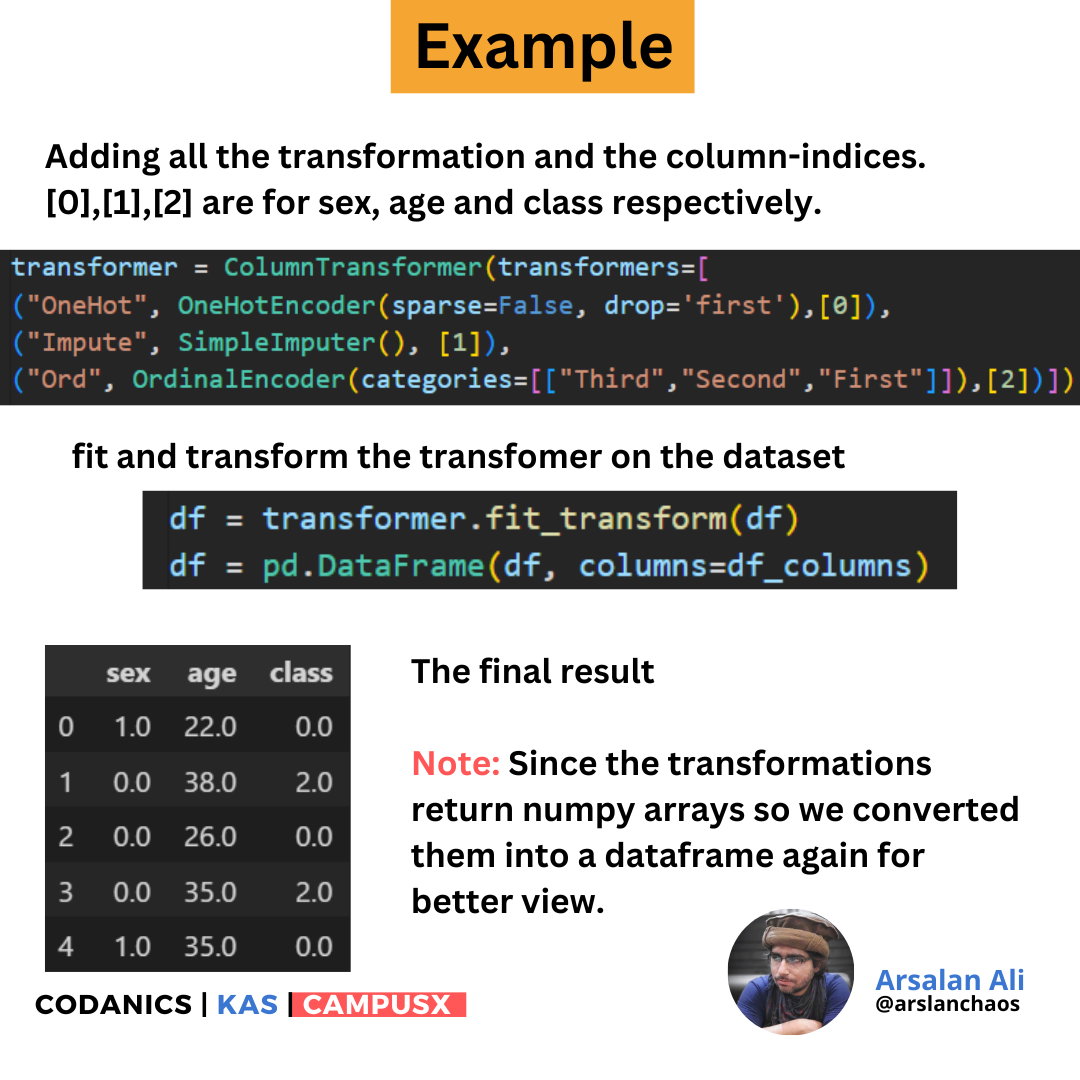 Example
Adding all the transformation and the column-indices.
[0],[1],[2] are for sex, age and class respectively.
transformer = ColumnTransformer(transformers=[
("OneHot", OneHotEncoder(sparse=False, drop='first'),[0]),
("Impute", SimpleImputer(), [1]),
("Ord", OrdinalEncoder(categories=[["Third","Second","First"]]),[2])])
fit and transform the transfomer on the dataset
df = transformer.fit_transform(df)
df = pd.DataFrame(df, columns=df_columns)
sex age class
0 1.0 22.0 0.0
1 0.0 38.0 2.0
2 0.0 26.0 0.0
3 0.0 35.0 2.0
4 1.0 35.0 0.0
The final result
Note: Since the transformations
return numpy arrays so we converted
them into a dataframe again for
better view.
CODANICS | KAS | CAMPUSX
Arsalan Ali
@arslanchaos